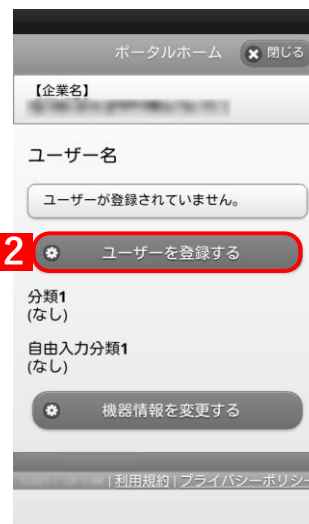 ポータルホーム
閉じる
【企業名】
ユーザー名
ユーザーが登録されていません。
2
ユーザーを登録する
分類1
(なし)
自由入力分類1
(なし)
機器情報を変更する
| 利用規約 | プライバシーポリシー